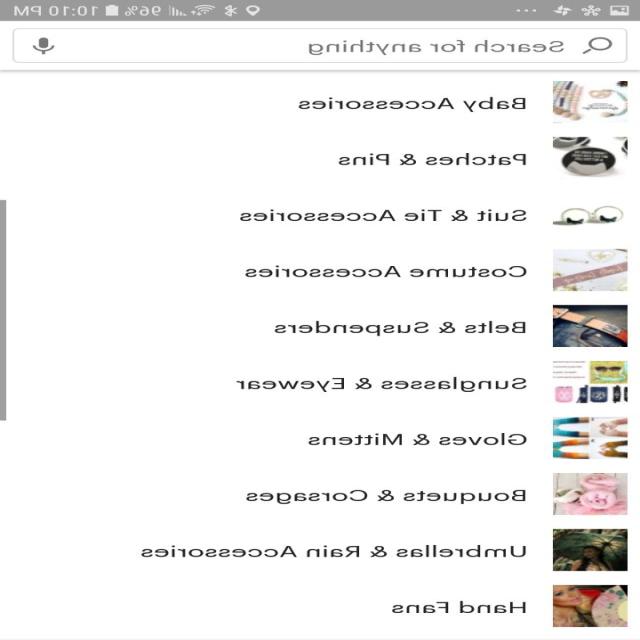 96% 10:10 PM
Search for anything
Baby Accessories
Patches & Pins
Suit & Tie Accessories
Costume Accessories
Belts & Suspenders
Sunglasses & Eyewear
Gloves & Mittens
Bouquets & Corsages
Umbrellas & Rain Accessories
Hand Fans